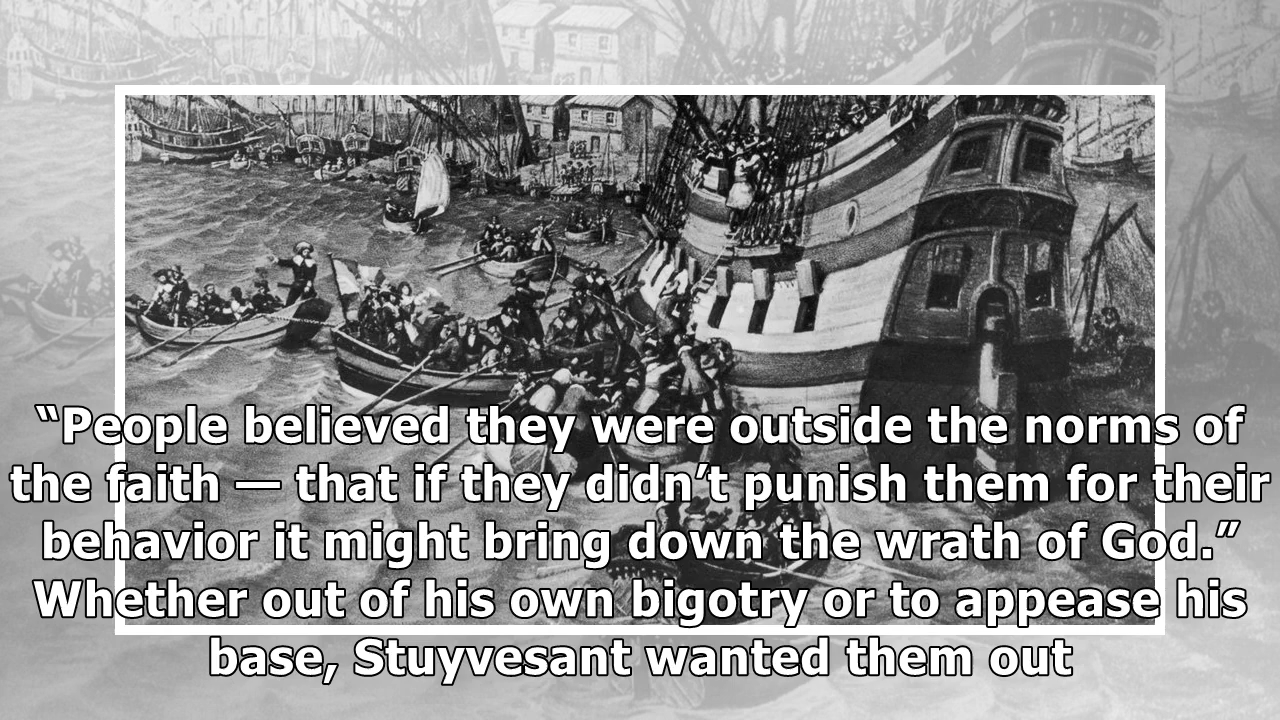 “People believed they were outside the norms of
the faith — that if they didn’t punish them for their
behavior it might bring down the wrath of God.”
Whether out of his own bigotry or to appease his
base, Stuyvesant wanted them out